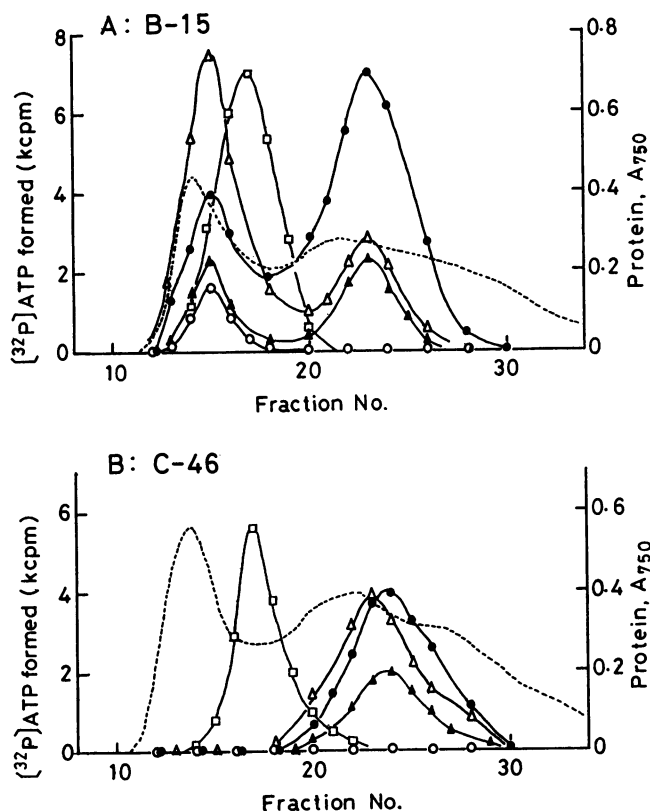 A: B-15
[³²P]ATP formed (kcpm)
8
6
4
2
0
0.8
0.6
0.4
0.2
0
Protein, A₇₅₀
10 20 30
Fraction No.
B: C-46
[³²P]ATP formed (kcpm)
6
4
2
0
0.6
0.4
0.2
0
Protein, A₇₅₀
10 20 30
Fraction No.